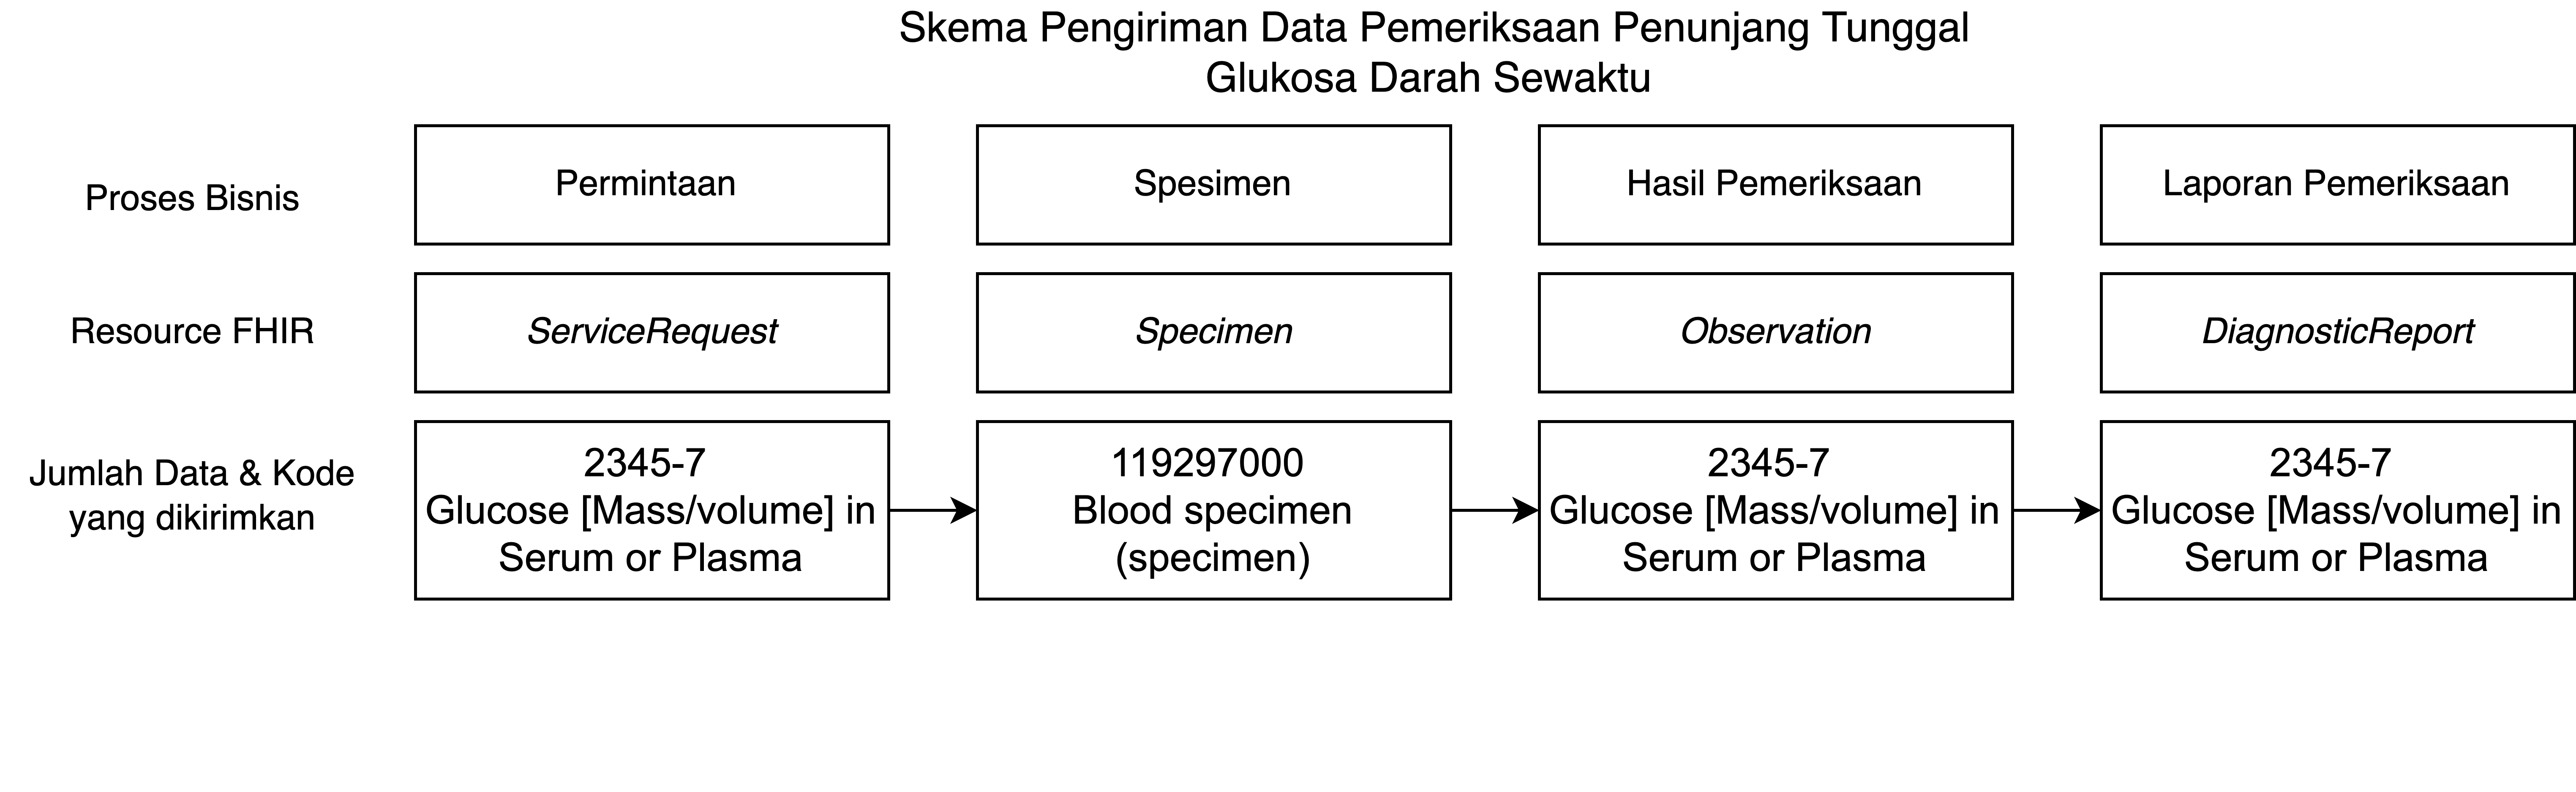 Skema Pengiriman Data Pemeriksaan Penunjang Tunggal
Glukosa Darah Sewaktu
Proses Bisnis
Permintaan
Spesimen
Hasil Pemeriksaan
Laporan Pemeriksaan
Resource FHIR
ServiceRequest
Specimen
Observation
DiagnosticReport
Jumlah Data & Kode
yang dikirimkan
2345-7
Glucose [Mass/volume] in
Serum or Plasma
119297000
Blood specimen
(specimen)
2345-7
Glucose [Mass/volume] in
Serum or Plasma
2345-7
Glucose [Mass/volume] in
Serum or Plasma